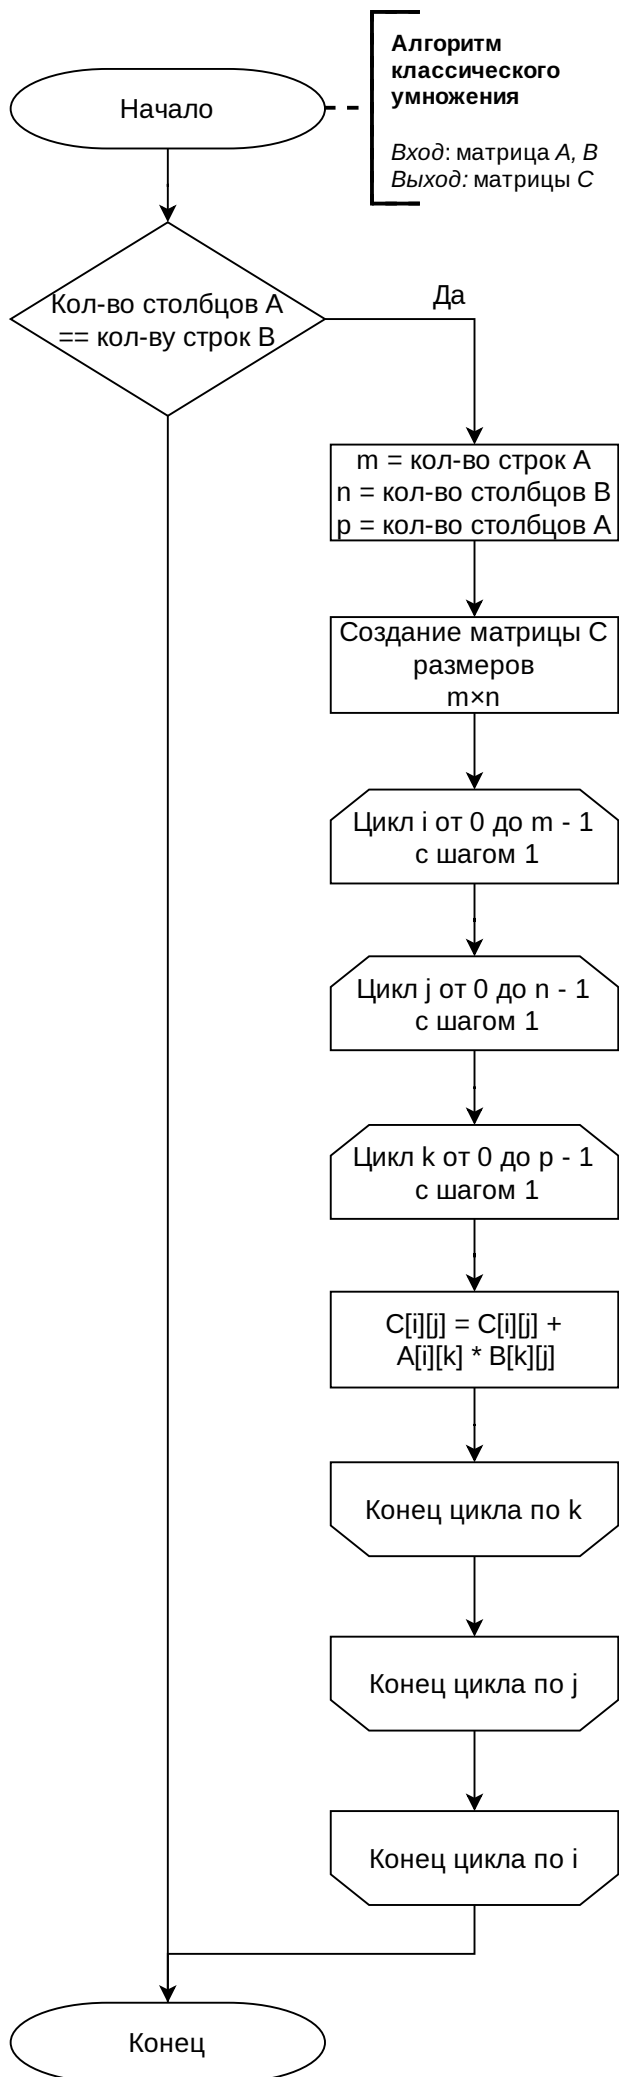 Алгоритм
классического
умножения
Вход: матрица A, B
Выход: матрицы C
Начало
Кол-во столбцов A
== кол-ву строк B
Да
m = кол-во строк A
n = кол-во столбцов B
p = кол-во столбцов A
Создание матрицы C
размеров
m×n
Цикл i от 0 до m - 1
с шагом 1
Цикл j от 0 до n - 1
с шагом 1
Цикл k от 0 до p - 1
с шагом 1
C[i][j] = C[i][j] +
A[i][k] * B[k][j]
Конец цикла по k
Конец цикла по j
Конец цикла по i
Конец